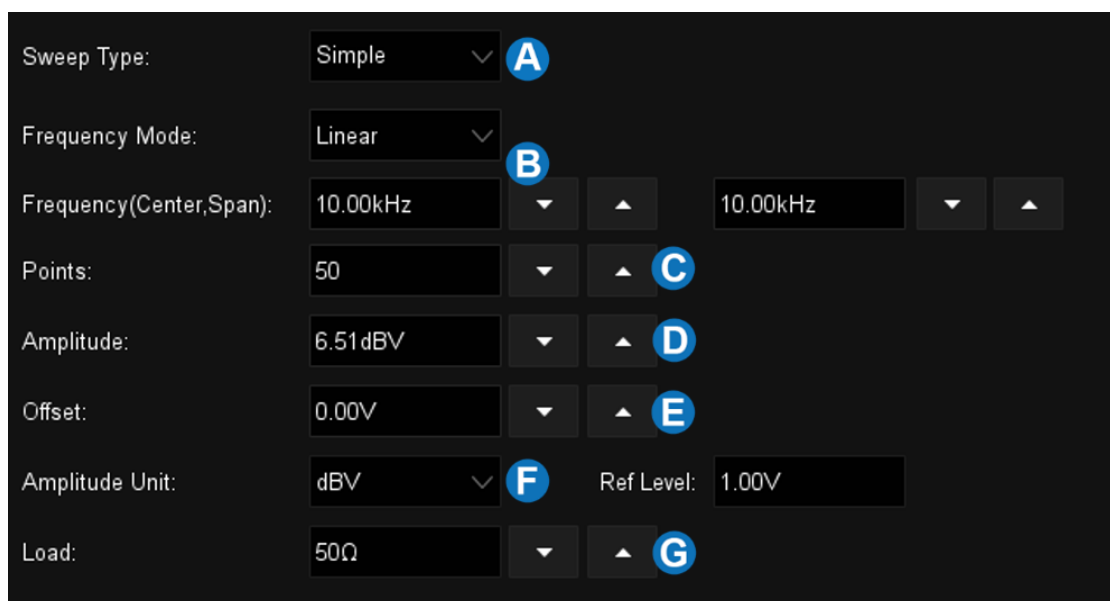 Sweep Type: Simple A
Frequency Mode: Linear
B
Frequency(Center,Span): 10.00kHz 10.00kHz
Points: 50 C
Amplitude: 6.51dBV D
Offset: 0.00V E
Amplitude Unit: dBV F Ref Level: 1.00V
Load: 50Ω G